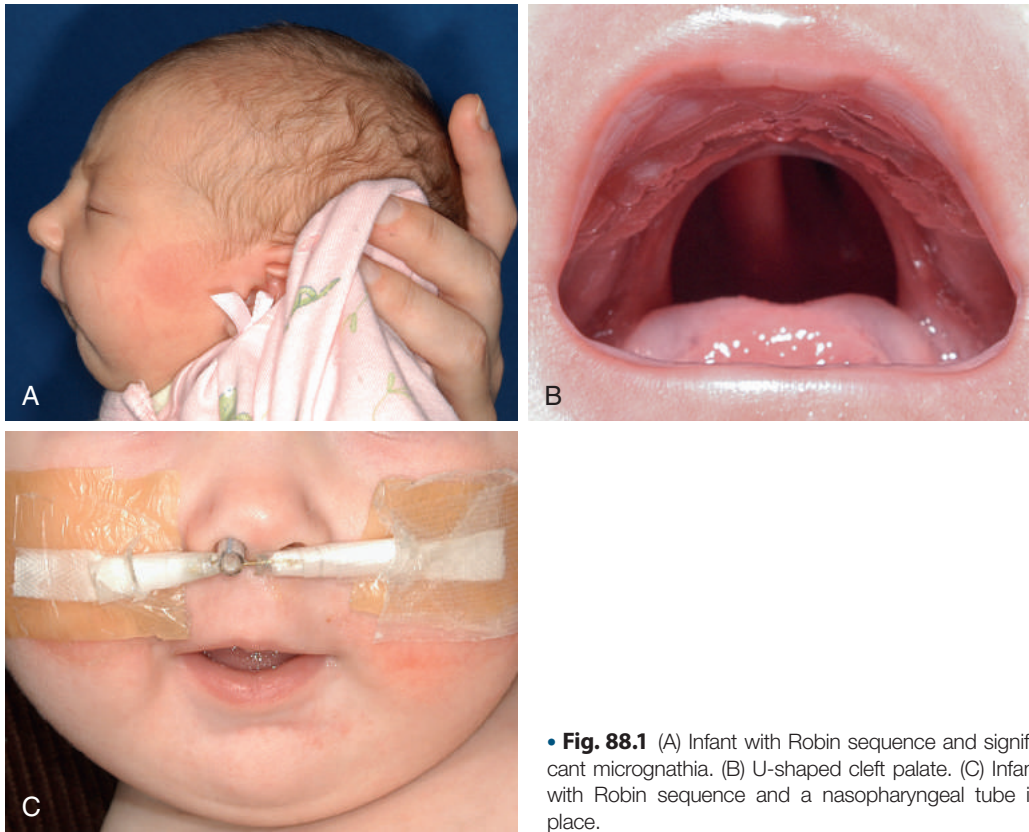 A
B
C
• Fig. 88.1 (A) Infant with Robin sequence and signif
cant micrognathia. (B) U-shaped cleft palate. (C) Infan
with Robin sequence and a nasopharyngeal tube i
place.